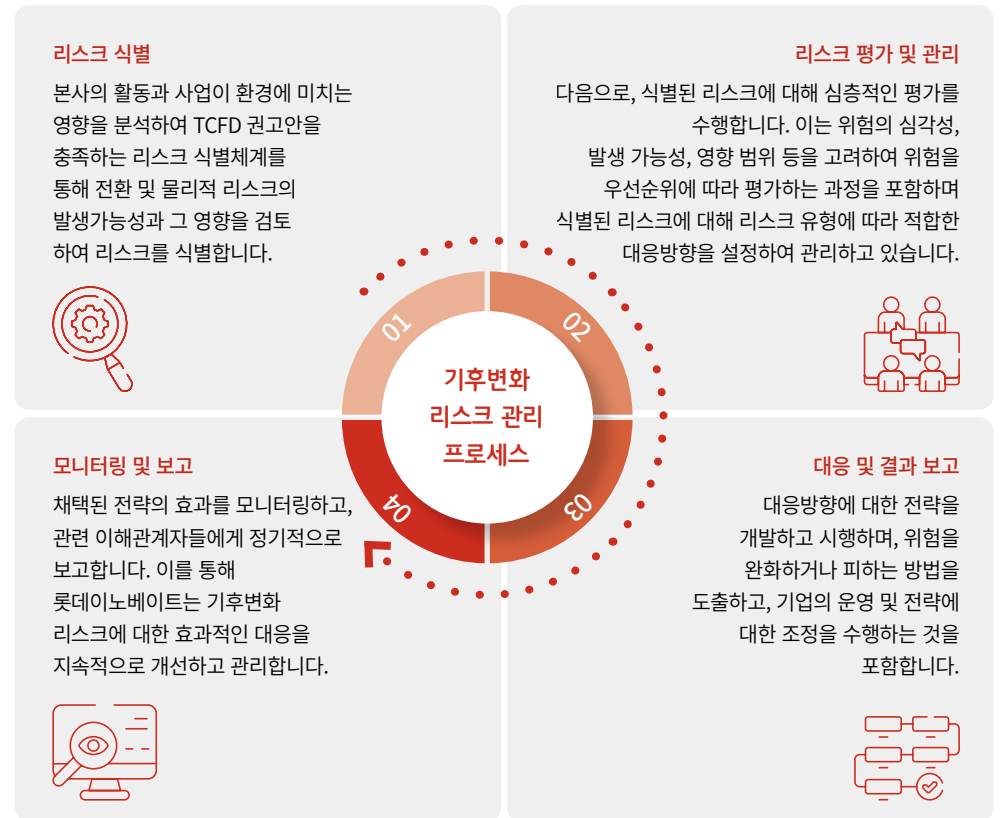 리스크 식별
본사의 활동과 사업이 환경에 미치는
영향을 분석하여 TCFD 권고안을
충족하는 리스크 식별체계를
통해 전환 및 물리적 리스크의
발생가능성과 그 영향을 검토
하여 리스크를 식별합니다.
리스크 평가 및 관리
다음으로, 식별된 리스크에 대해 심층적인 평가를
수행합니다. 이는 위험의 심각성,
발생 가능성, 영향 범위 등을 고려하여 위험을
우선순위에 따라 평가하는 과정을 포함하며
식별된 리스크에 대해 리스크 유형에 따라 적합한
대응방향을 설정하여 관리하고 있습니다.
01
02
기후변화
리스크 관리
프로세스
04
03
모니터링 및 보고
채택된 전략의 효과를 모니터링하고,
관련 이해관계자들에게 정기적으로
보고합니다. 이를 통해
롯데이노베이트는 기후변화
리스크에 대한 효과적인 대응을
지속적으로 개선하고 관리합니다.
대응 및 결과 보고
대응방향에 대한 전략을
개발하고 시행하며, 위험을
완화하거나 피하는 방법을
도출하고, 기업의 운영 및 전략에
대한 조정을 수행하는 것을
포함합니다.